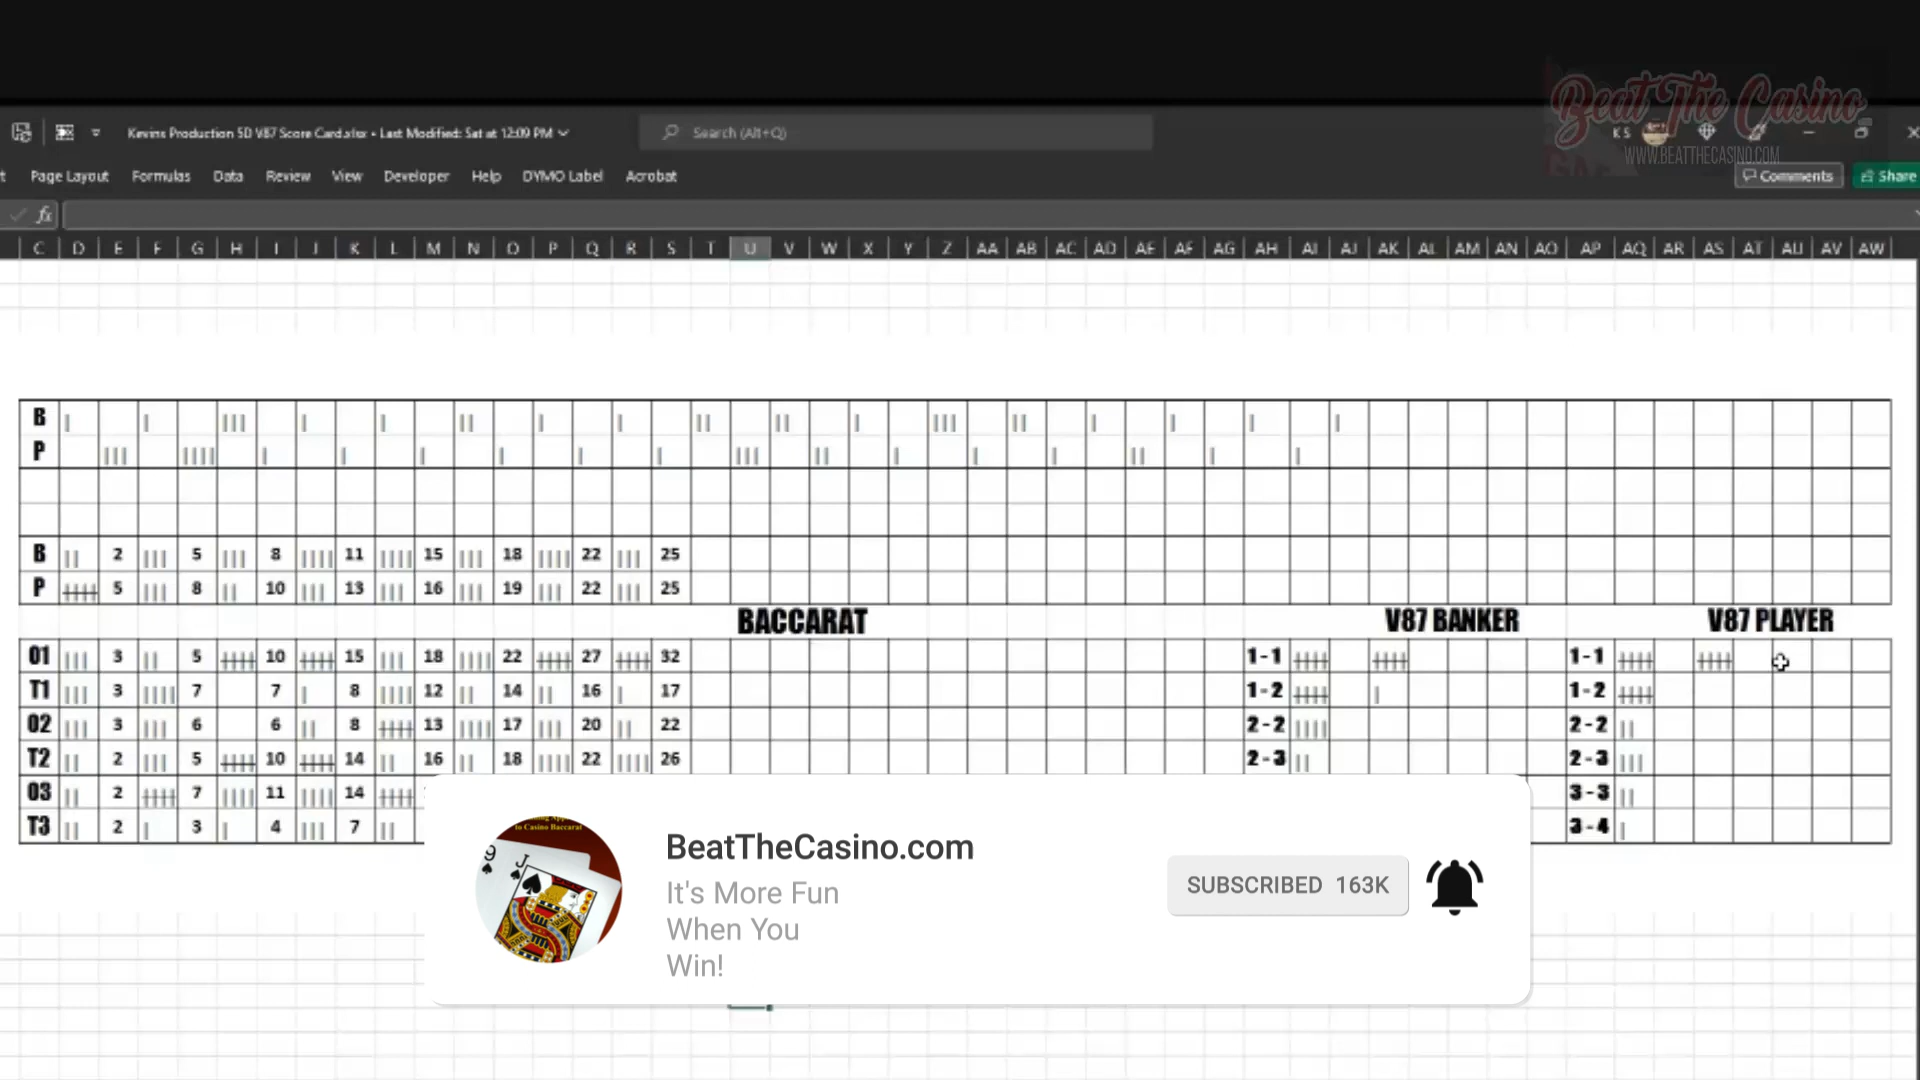 Beat The Casino
WWW.BEATTHECASINO.COM
Kevins Production 5D V87 Score Card.xlsx • Last Modified: Sat at 12:09 PM
Search (Alt+Q)
K S
Page Layout Formulas Data Review View Developer Help DYMO Label Acrobat
Comments Share
fx
C D E F G H I J K L M N O P Q R S T U V W X Y Z AA AB AC AD AE AF AG AH AI AJ AK AL AM AN AO AP AQ AR AS AT AU AV AW
B
P
B 2 5 8 11 15 18 22 25
P 5 8 10 13 16 19 22 25
BACCARAT V87 BANKER V87 PLAYER
01 3 5 10 15 18 22 27 32 1-1 1-1
T1 3 7 7 8 12 14 16 17 1-2 1-2
02 3 6 6 8 13 17 20 22 2-2 2-2
T2 2 5 10 14 16 18 22 26 2-3 2-3
03 2 7 11 14 3-3
T3 2 3 4 7 3-4
9 J
to Casino Baccarat
BeatTheCasino.com
It's More Fun
When You
Win!
SUBSCRIBED 163K